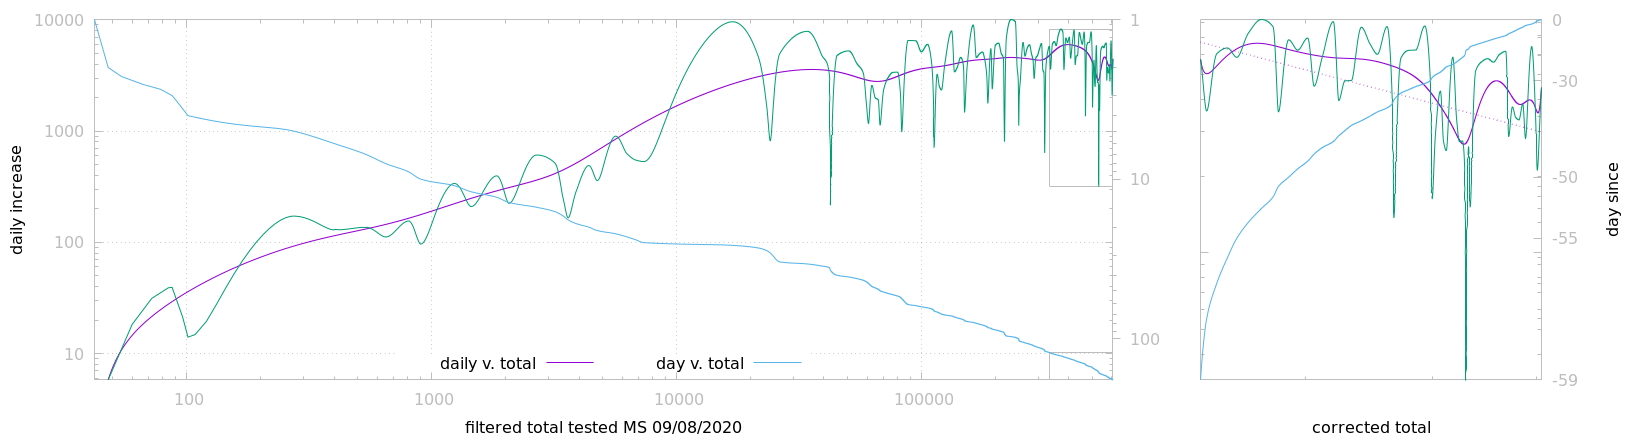 10000
1000
100
10
daily increase
100
1000
10000
100000
filtered total tested MS 09/08/2020
daily v. total
day v. total
1
10
100
0
-30
-50
-55
-59
day since
corrected total